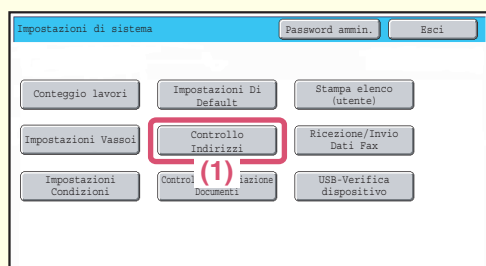 Impostazioni di sistema
Password ammin.
Esci
Conteggio lavori
Impostazioni Di
Default
Stampa elenco
(utente)
Impostazioni Vassoi
Controllo
Indirizzi
Ricezione/Invio
Dati Fax
(1)
Impostazioni
Condizioni
Documenti
USB-Verifica
dispositivo